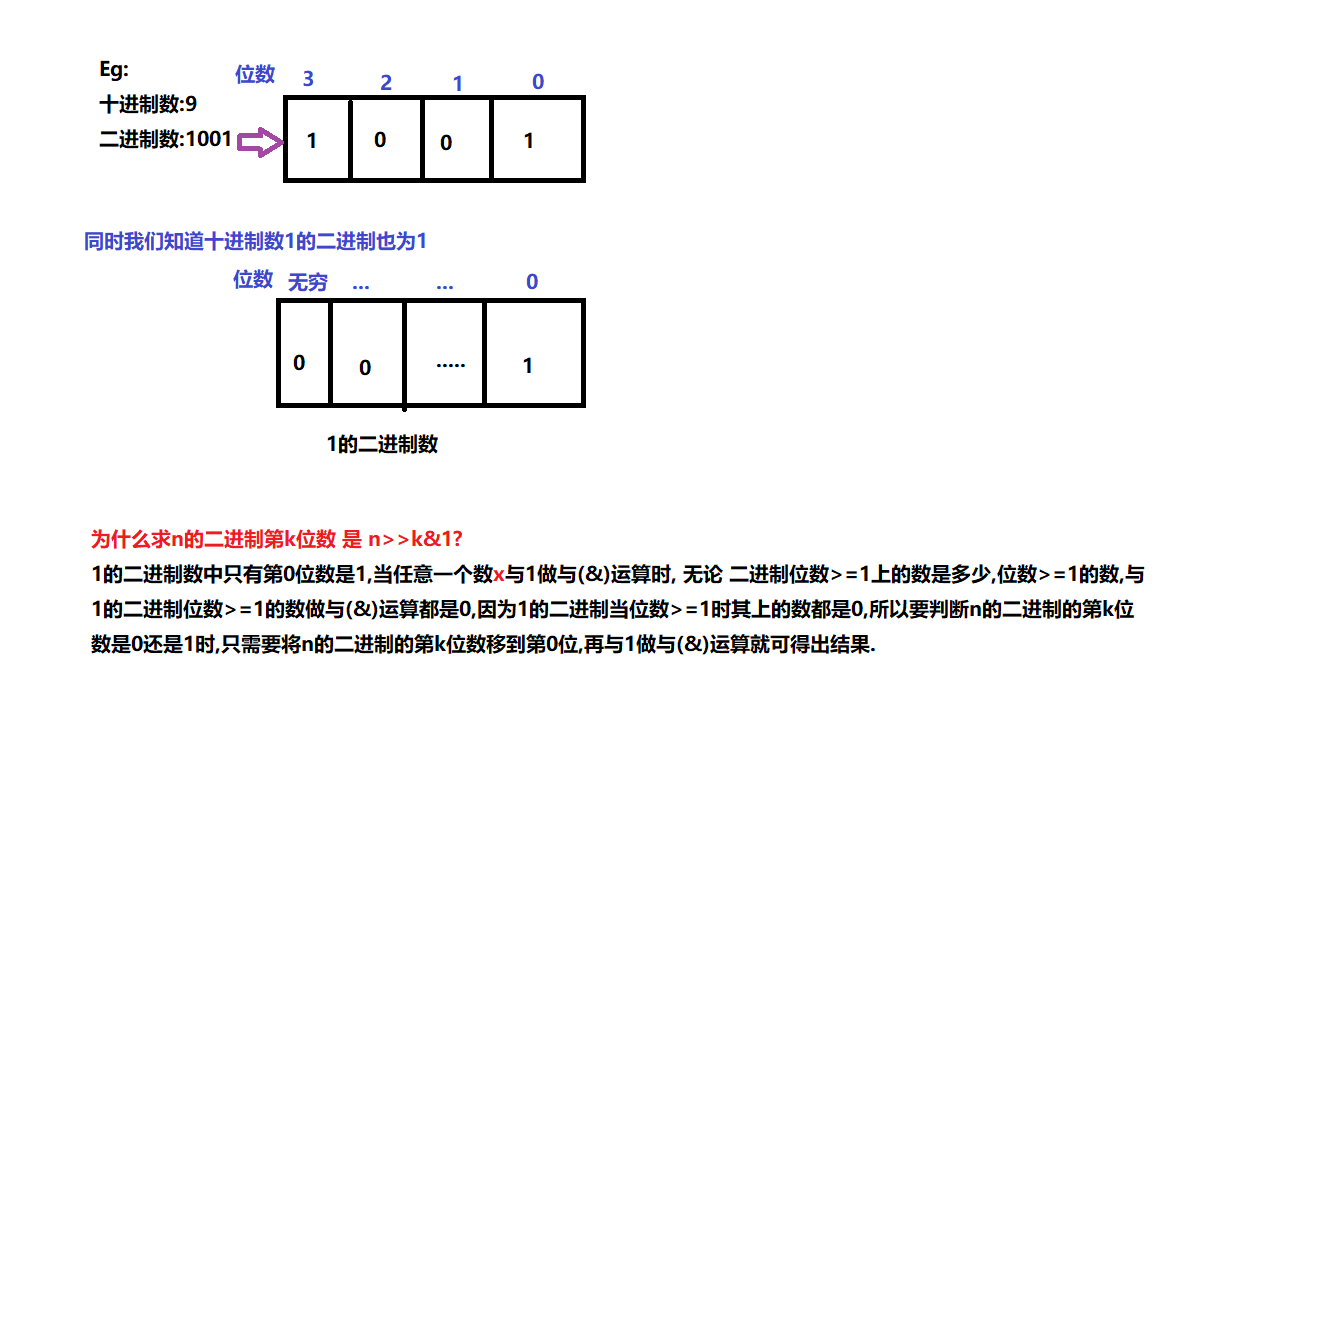 Eg:
位数 3 2 1 0
十进制数:9
二进制数:1001
1 0 0 1
同时我们知道十进制数1的二进制也为1
位数 无穷 ... ... 0
0 0 ..... 1
1的二进制数
为什么求n的二进制第k位数 是 n>>k&1?
1的二进制数中只有第0位数是1,当任意一个数x与1做与(&)运算时, 无论 二进制位数>=1上的数是多少,位数>=1的数,与
1的二进制位数>=1的数做与(&)运算都是0,因为1的二进制当位数>=1时其上的数都是0,所以要判断n的二进制的第k位
数是0还是1时,只需要将n的二进制的第k位数移到第0位,再与1做与(&)运算就可得出结果.